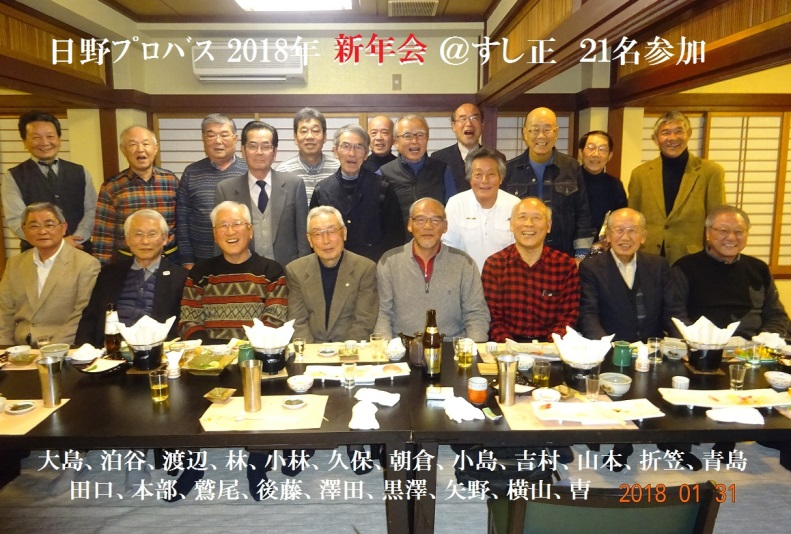 日野プロバス 2018年 新年会 @すし正 21名参加
大島、泊谷、渡辺、林、小林、久保、朝倉、小島、吉村、山本、折笠、青島
田口、本部、鷲尾、後藤、澤田、黒澤、矢野、横山、曺
2018 01 31